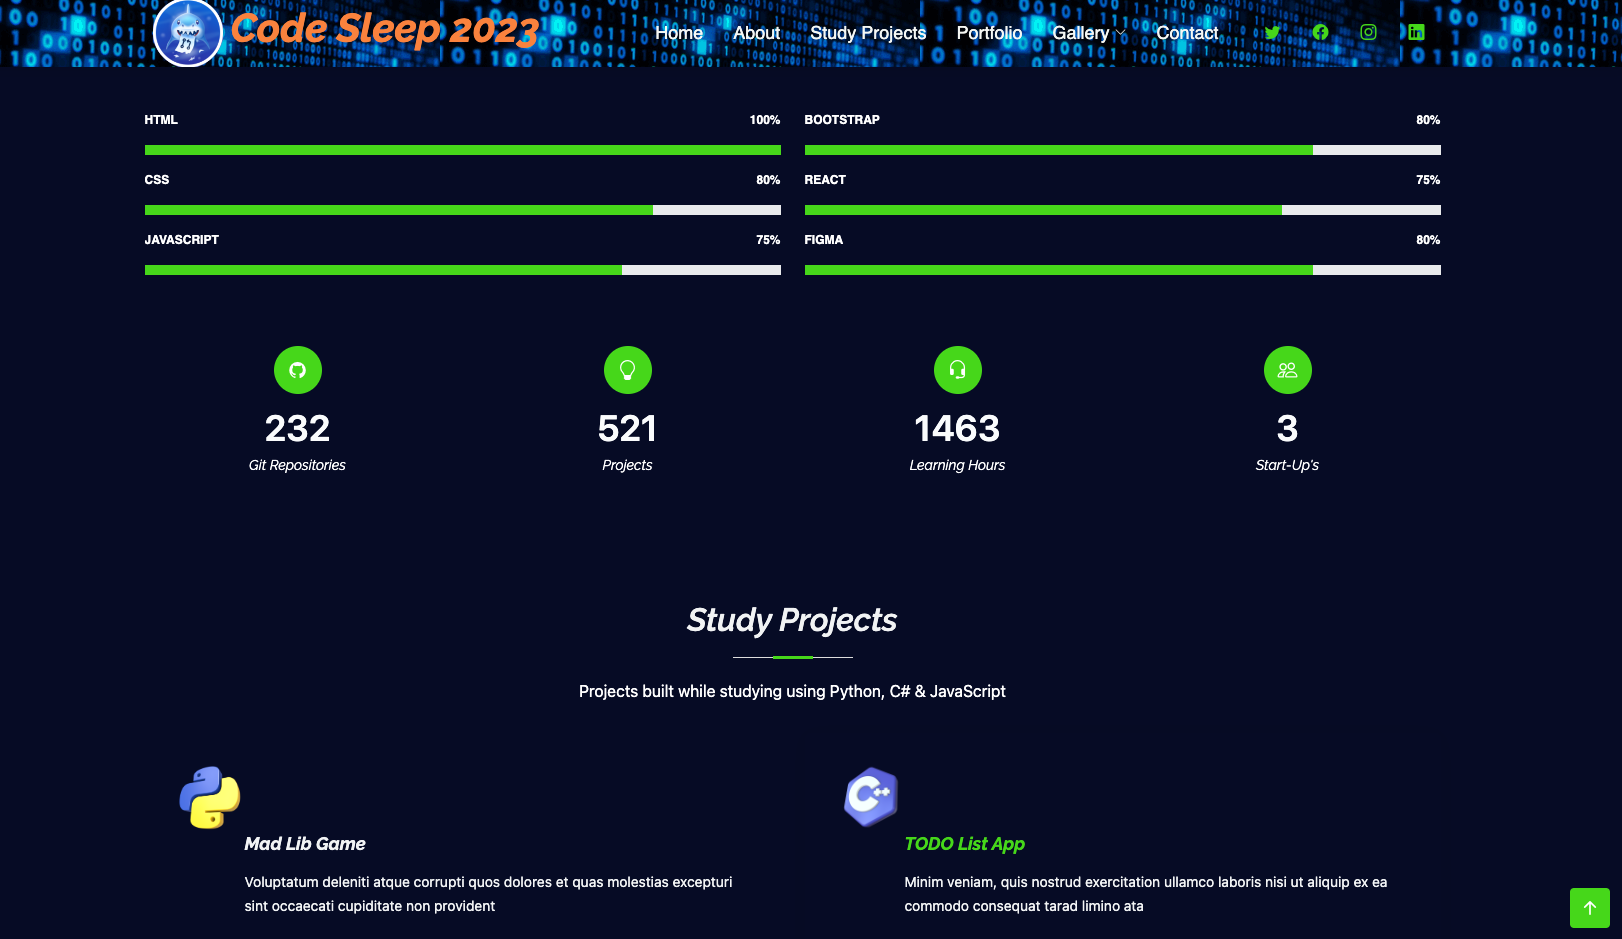 Code Sleep 2023
Home About Study Projects Portfolio Gallery Contact
HTML 100%
BOOTSTRAP 80%
CSS 80%
REACT 75%
JAVASCRIPT 75%
FIGMA 80%
232
Git Repositories
521
Projects
1463
Learning Hours
3
Start-Up's
Study Projects
Projects built while studying using Python, C# & JavaScript
Mad Lib Game
Voluptatum deleniti atque corrupti quos dolores et quas molestias excepturi
sint occaecati cupiditate non provident
C++
TODO List App
Minim veniam, quis nostrud exercitation ullamco laboris nisi ut aliquip ex ea
commodo consequat tarad limino ata